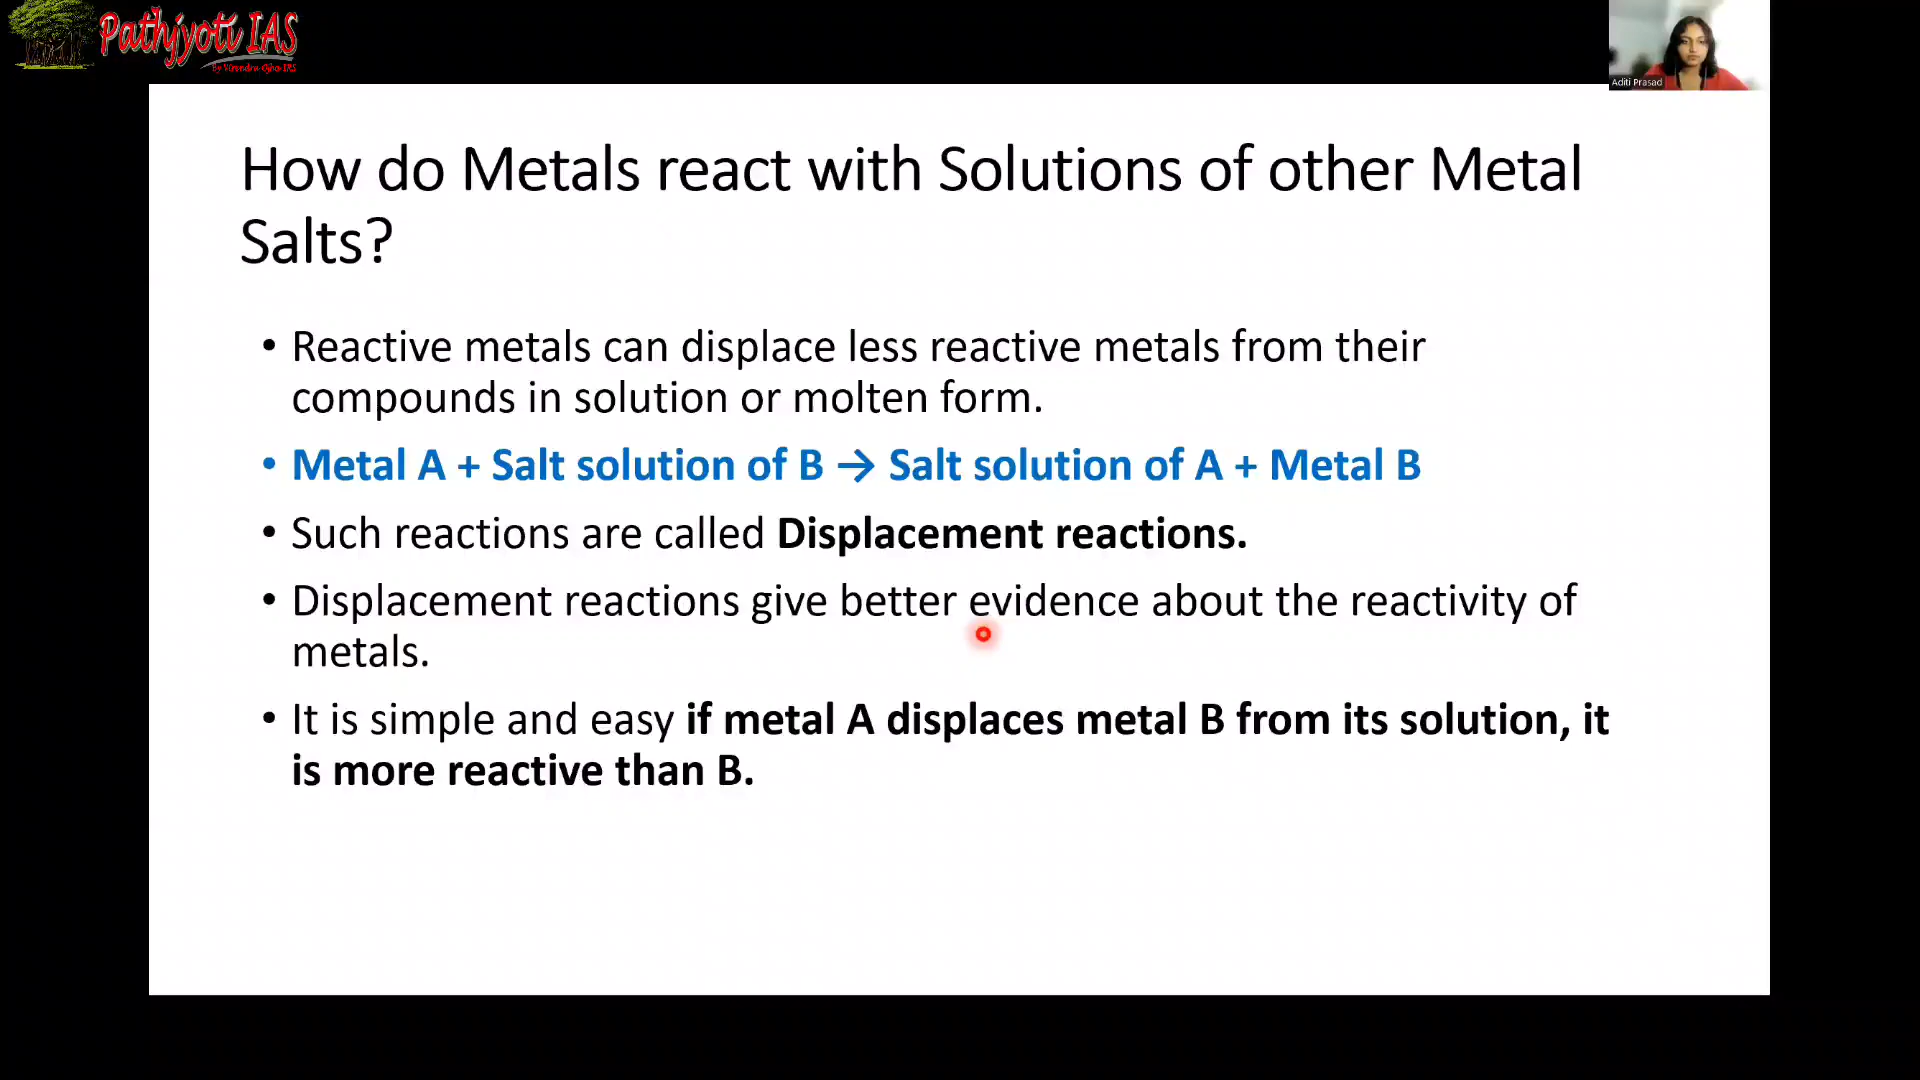 Pathjyoti IAS
Aditi Prasad
How do Metals react with Solutions of other Metal
Salts?
• Reactive metals can displace less reactive metals from their
compounds in solution or molten form.
• Metal A + Salt solution of B → Salt solution of A + Metal B
• Such reactions are called Displacement reactions.
• Displacement reactions give better evidence about the reactivity of
metals.
• It is simple and easy if metal A displaces metal B from its solution, it
is more reactive than B.